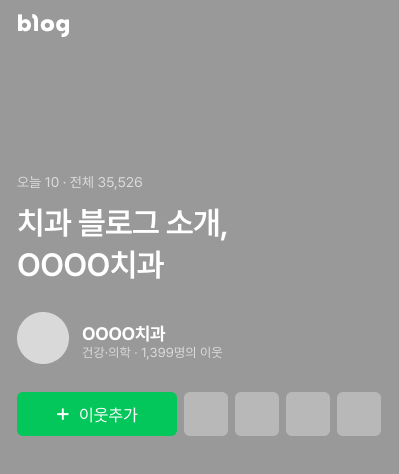 blog
오늘 10 · 전체 35,526
치과 블로그 소개,
OOOO치과
OOOO치과
건강·의학 · 1,399명의 이웃
+ 이웃추가